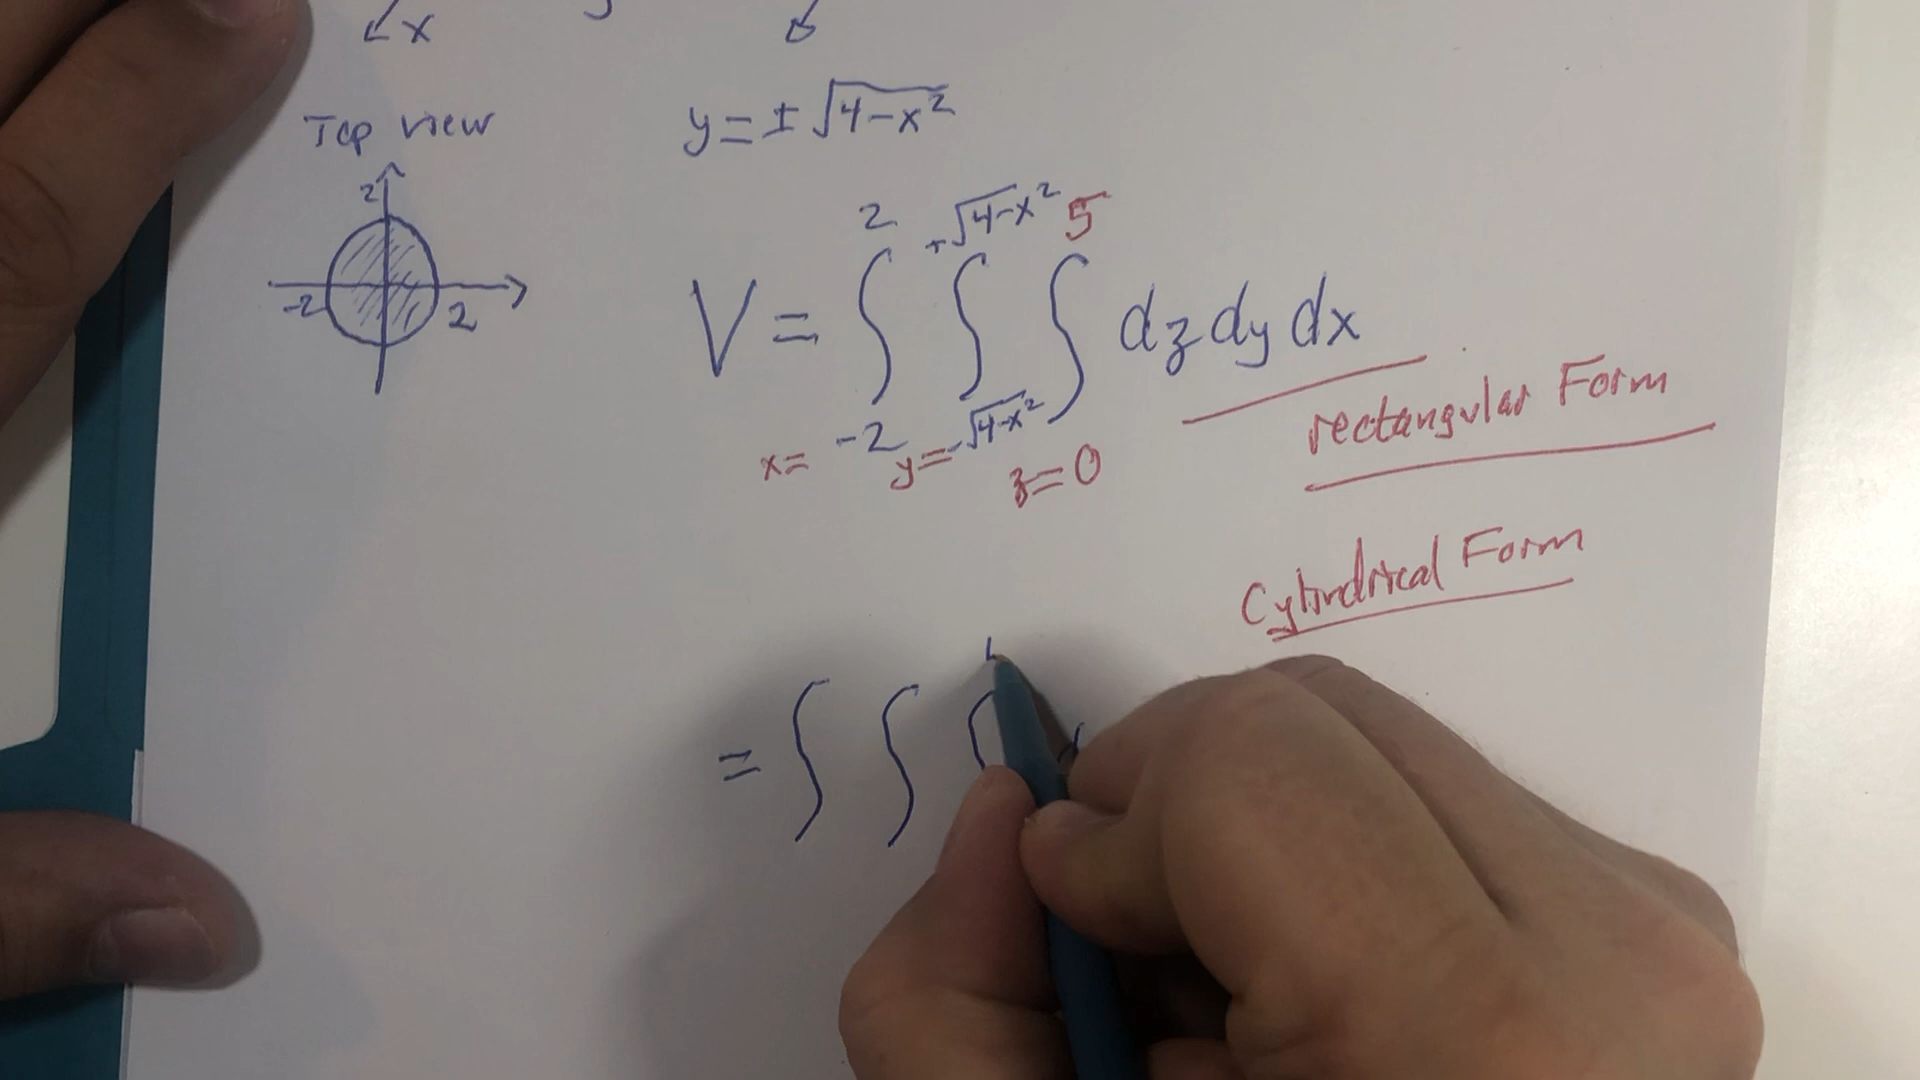 x
Top view
y = ± √4-x²
2
-2
2
2 +√4-x² 5
V = ∫ ∫ ∫ dz dy dx
x = -2 y = -√4-x² z = 0
rectangular Form
Cylindrical Form
= ∫ ∫ ∫